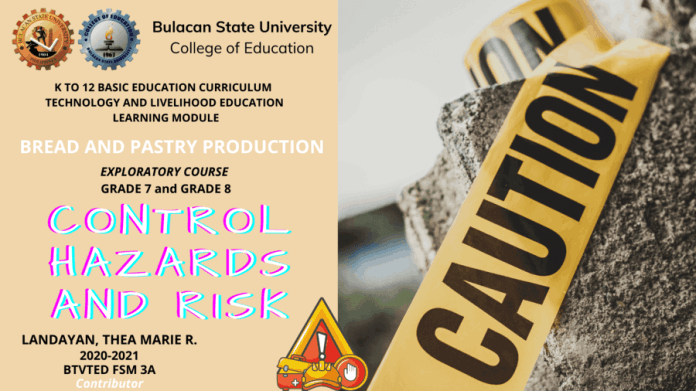 Bulacan State University
College of Education
K TO 12 BASIC EDUCATION CURRICULUM
TECHNOLOGY AND LIVELIHOOD EDUCATION
LEARNING MODULE
BREAD AND PASTRY PRODUCTION
EXPLORATORY COURSE
GRADE 7 and GRADE 8
CONTROL
HAZARDS
AND RISK
LANDAYAN, THEA MARIE R.
2020-2021
BTVTED FSM 3A
Contributor
ION
CAUTION